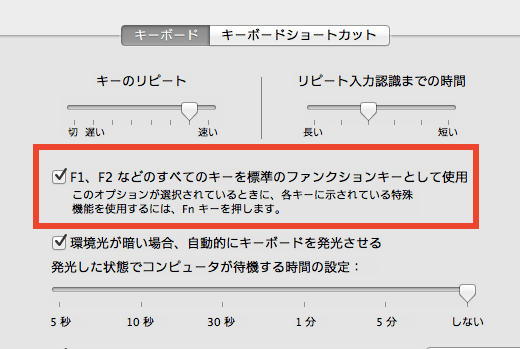 キーボード キーボードショートカット
キーのリピート リピート入力認識までの時間
切 遅い 速い 長い 短い
F1、F2 などのすべてのキーを標準のファンクションキーとして使用
このオプションが選択されているときに、各キーに示されている特殊
機能を使用するには、Fn キーを押します。
環境光が暗い場合、自動的にキーボードを発光させる
発光した状態でコンピュータが待機する時間の設定：
5 秒 10 秒 30 秒 1 分 5 分 しない